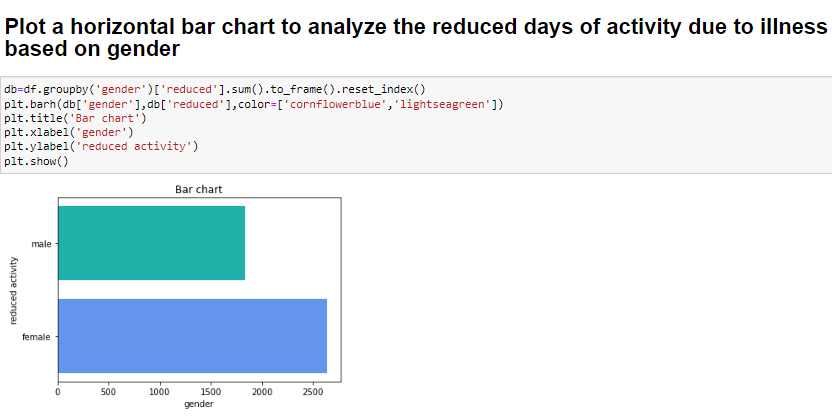 Plot a horizontal bar chart to analyze the reduced days of activity due to illness
based on gender
db=df.groupby('gender')['reduced'].sum().to_frame().reset_index()
plt.barh(db['gender'],db['reduced'],color=['cornflowerblue','lightseagreen'])
plt.title('Bar chart')
plt.xlabel('gender')
plt.ylabel('reduced activity')
plt.show()
Bar chart
male
reduced activity
female
0 500 1000 1500 2000 2500
gender